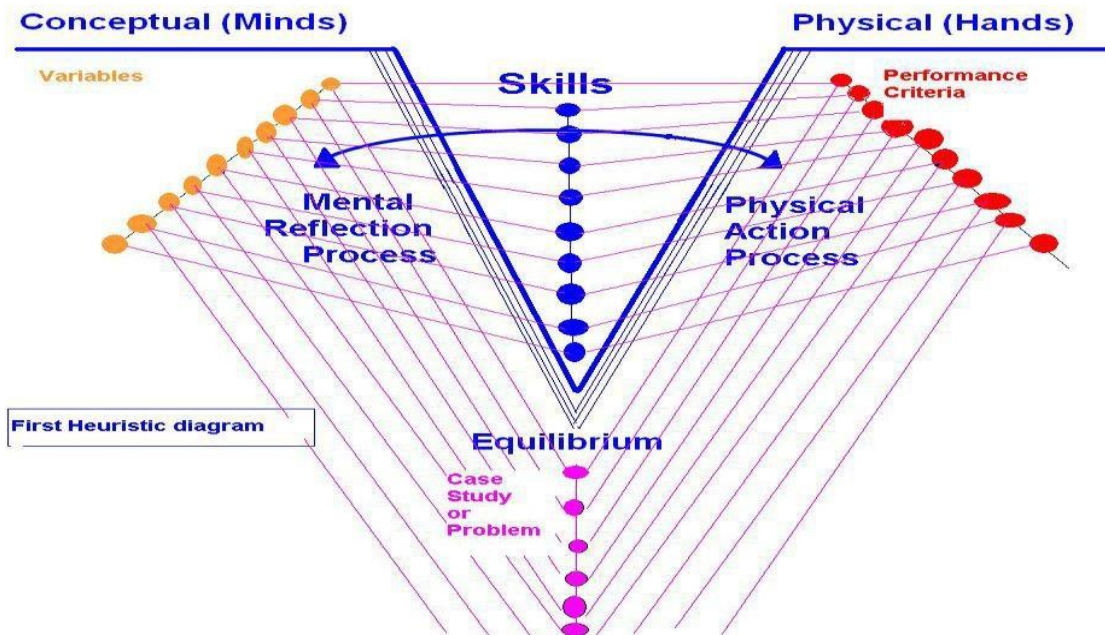 Conceptual (Minds)
Physical (Hands)
Variables
Skills
Performance
Criteria
Mental
Reflection
Process
Physical
Action
Process
First Heuristic diagram
Equilibrium
Case
Study
or
Problem